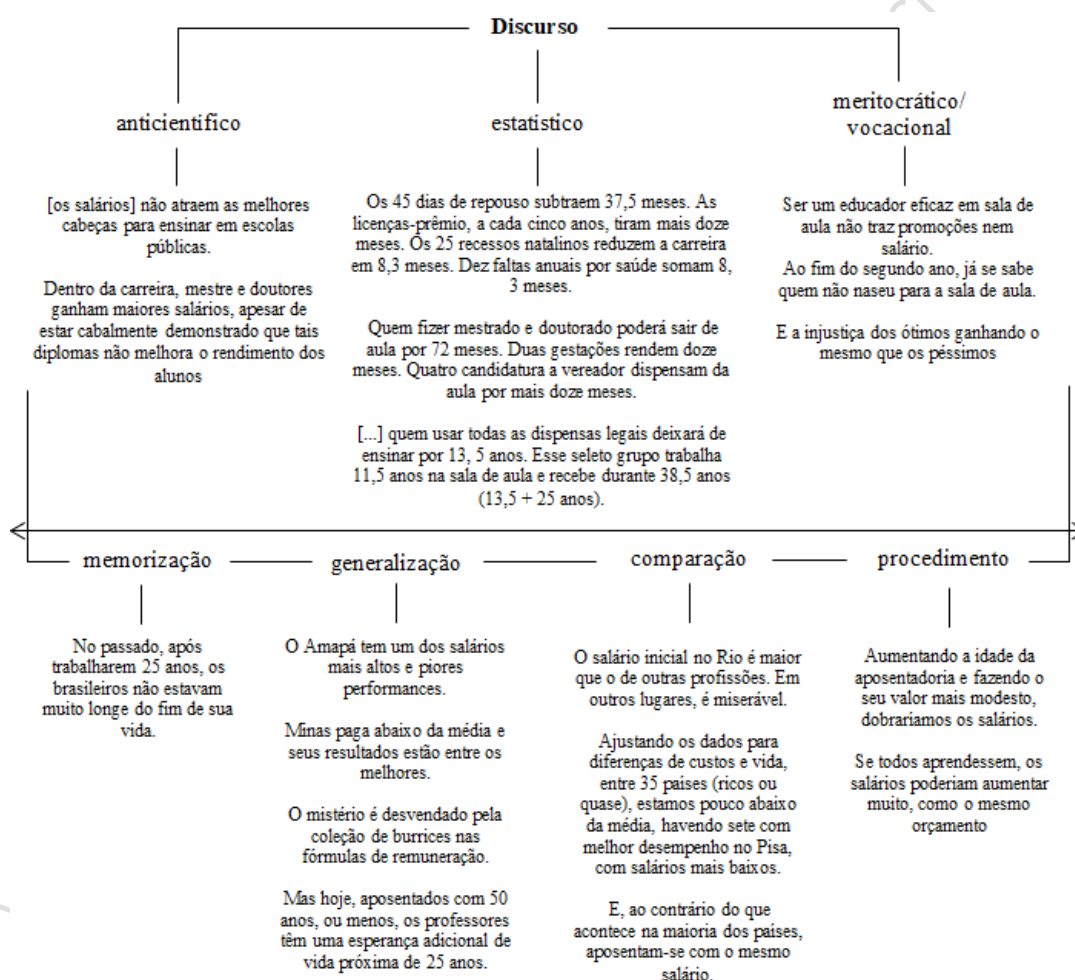 Discurso
anticientífico
[os salários] não atraem as melhores
cabeças para ensinar em escolas
públicas.
Dentro da carreira, mestre e doutores
ganham maiores salários, apesar de
estar cabalmente demonstrado que tais
diplomas não melhora o rendimento dos
alunos
estatístico
Os 45 dias de repouso subtraem 37,5 meses. As
licenças-prêmio, a cada cinco anos, tiram mais doze
meses. Os 25 recessos natalinos reduzem a carreira
em 8,3 meses. Dez faltas anuais por saúde somam 8,
3 meses.
Quem fizer mestrado e doutorado poderá sair de
aula por 72 meses. Duas gestações rendem doze
meses. Quatro candidatura a vereador dispensam da
aula por mais doze meses.
[...] quem usar todas as dispensas legais deixará de
ensinar por 13, 5 anos. Esse seleto grupo trabalha
11,5 anos na sala de aula e recebe durante 38,5 anos
(13,5 + 25 anos).
meritocrático/
vocacional
Ser um educador eficaz em sala de
aula não traz promoções nem
salário.
Ao fim do segundo ano, já se sabe
quem não naseu para a sala de aula.
E a injustiça dos ótimos ganhando o
mesmo que os péssimos
memorização
No passado, após
trabalharem 25 anos, os
brasileiros não estavam
muito longe do fim de sua
vida.
generalização
O Amapá tem um dos salários
mais altos e piores
performances.
Minas paga abaixo da média e
seus resultados estão entre os
melhores.
O mistério é desvendado pela
coleção de burrices nas
fórmulas de remuneração.
Mas hoje, aposentados com 50
anos, ou menos, os professores
têm uma esperança adicional de
vida próxima de 25 anos.
comparação
O salário inicial no Rio é maior
que o de outras profissões. Em
outros lugares, é miserável.
Ajustando os dados para
diferenças de custos e vida,
entre 35 países (ricos ou
quase), estamos pouco abaixo
da média, havendo sete com
melhor desempenho no Pisa,
com salários mais baixos.
E, ao contrário do que
acontece na maioria dos países,
aposentam-se com o mesmo
salário.
procedimento
Aumentando a idade da
aposentadoria e fazendo o
seu valor mais modesto,
dobraríamos os salários.
Se todos aprendessem, os
salários poderiam aumentar
muito, como o mesmo
orçamento